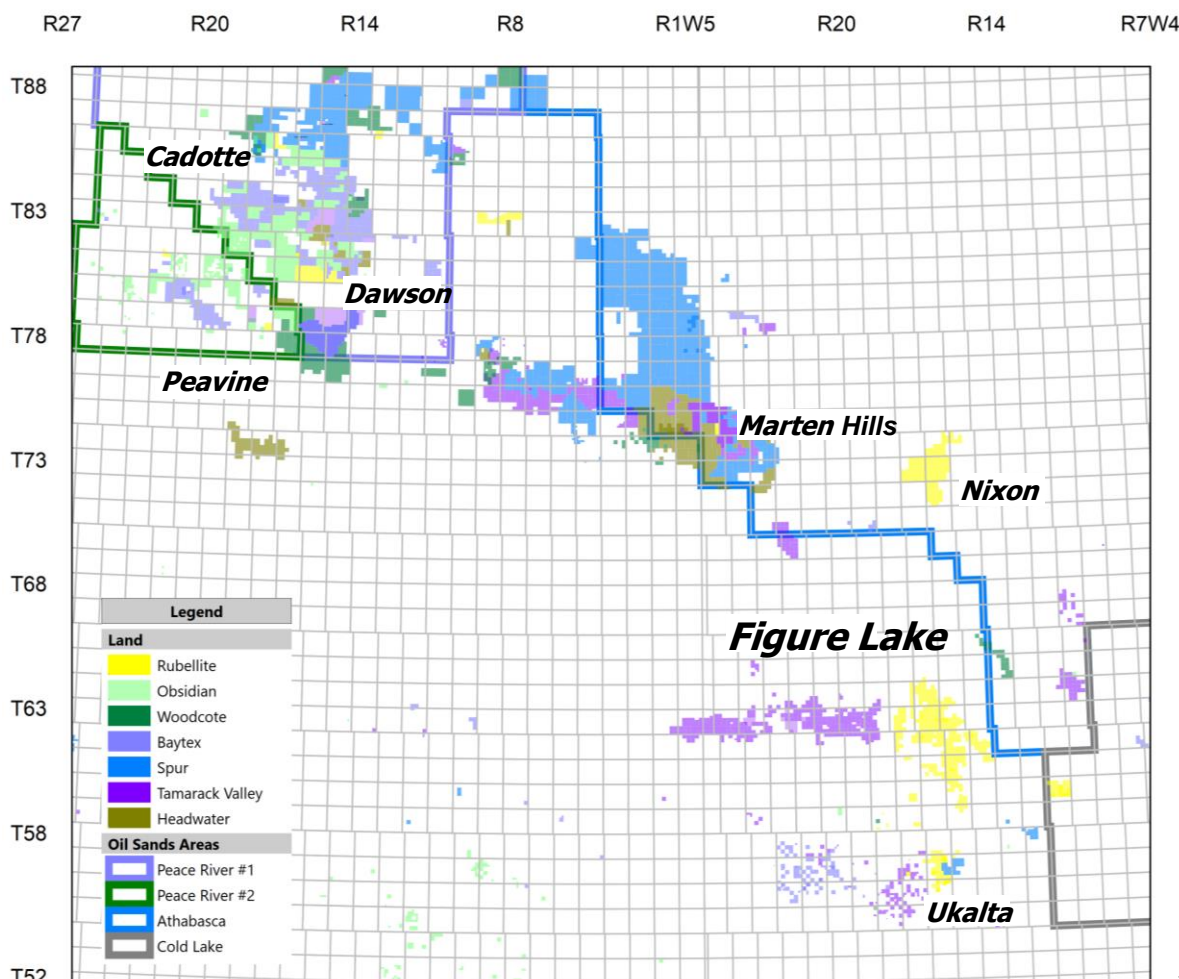 R27 R20 R14 R8 R1W5 R20 R14 R7W4
T88
Cadotte
T83
Dawson
T78
Peavine
Marten Hills
T73
Nixon
T68
Legend
Land
Figure Lake
Rubellite
Obsidian
Woodcote
T63
Baytex
Spur
Tamarack Valley
Headwater
T58
Oil Sands Areas
Peace River #1
Peace River #2
Ukalta
Athabasca
Cold Lake
T52